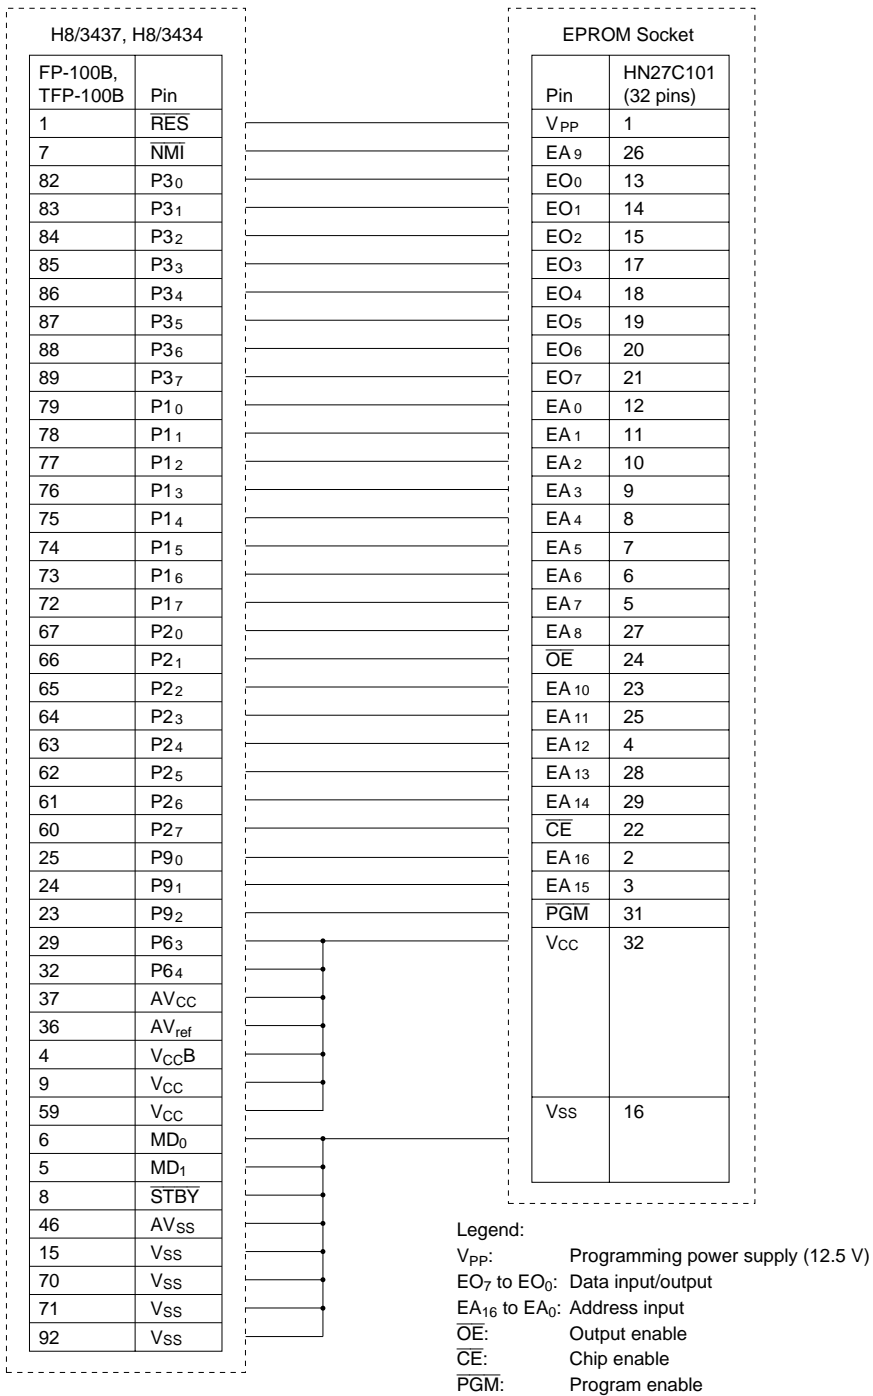 H8/3437, H8/3434 EPROM Socket
FP-100B, TFP-100B Pin Pin HN27C101 (32 pins)
1 R̅E̅S̅ VPP 1
7 N̅M̅I̅ EA9 26
82 P30 EO0 13
83 P31 EO1 14
84 P32 EO2 15
85 P33 EO3 17
86 P34 EO4 18
87 P35 EO5 19
88 P36 EO6 20
89 P37 EO7 21
79 P10 EA0 12
78 P11 EA1 11
77 P12 EA2 10
76 P13 EA3 9
75 P14 EA4 8
74 P15 EA5 7
73 P16 EA6 6
72 P17 EA7 5
67 P20 EA8 27
66 P21 O̅E̅ 24
65 P22 EA10 23
64 P23 EA11 25
63 P24 EA12 4
62 P25 EA13 28
61 P26 EA14 29
60 P27 C̅E̅ 22
25 P90 EA16 2
24 P91 EA15 3
23 P92 P̅G̅M̅ 31
29 P63 VCC 32
32 P64
37 AVCC
36 AVref
4 VCCB
9 VCC
59 VCC VSS 16
6 MD0
5 MD1
8 S̅T̅B̅Y̅
46 AVSS
15 VSS
70 VSS
71 VSS
92 VSS
Legend:
VPP: Programming power supply (12.5 V)
EO7 to EO0: Data input/output
EA16 to EA0: Address input
O̅E̅: Output enable
C̅E̅: Chip enable
P̅G̅M̅: Program enable